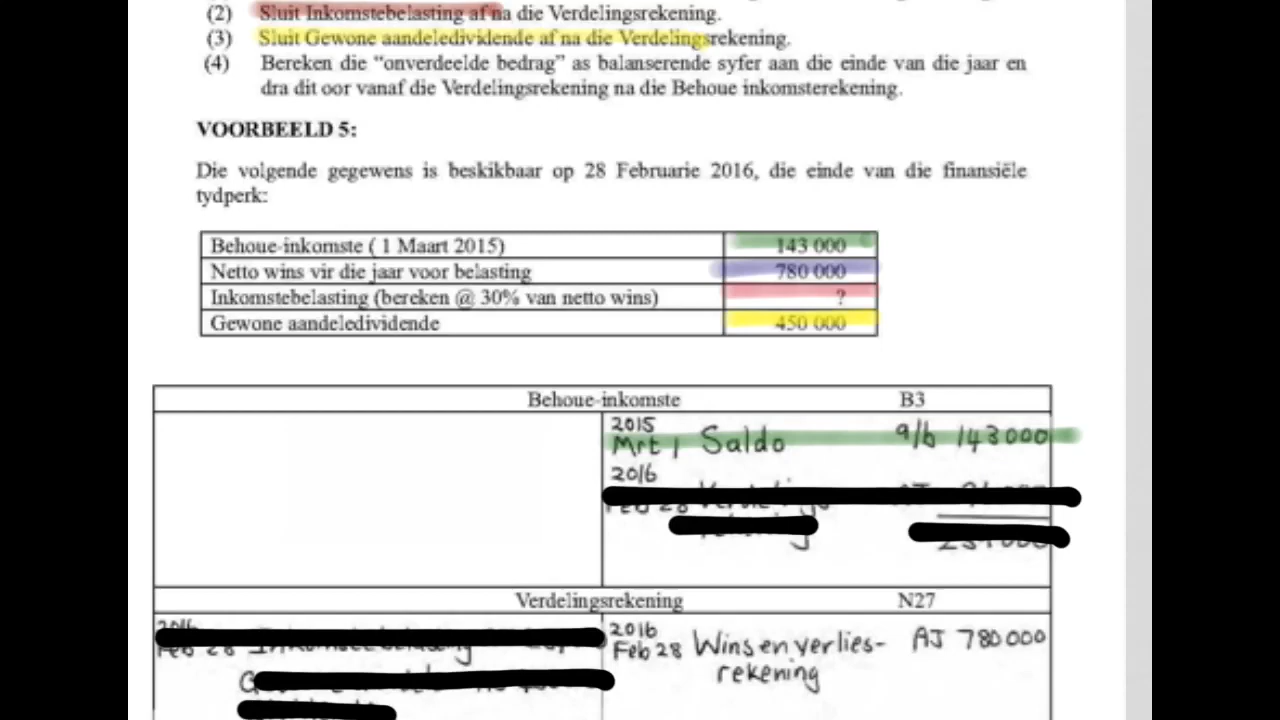 (2) Sluit Inkomstebelasting af na die Verdelingsrekening.
(3) Sluit Gewone aandeledividende af na die Verdelingsrekening.
(4) Bereken die “onverdeelde bedrag” as balanserende syfer aan die einde van die jaar en
dra dit oor vanaf die Verdelingsrekening na die Behoue inkomsterekening.
VOORBEELD 5:
Die volgende gegewens is beskikbaar op 28 Februarie 2016, die einde van die finansiële
tydperk:
Behoue-inkomste ( 1 Maart 2015) 143 000
Netto wins vir die jaar voor belasting 780 000
Inkomstebelasting (bereken @ 30% van netto wins) ?
Gewone aandeledividende 450 000
Behoue-inkomste B3
2015
Mrt 1 Saldo a/b 143000
2016
Verdelingsrekening N27
2016
Feb 28 Wins en verlies- AJ 780000
rekening